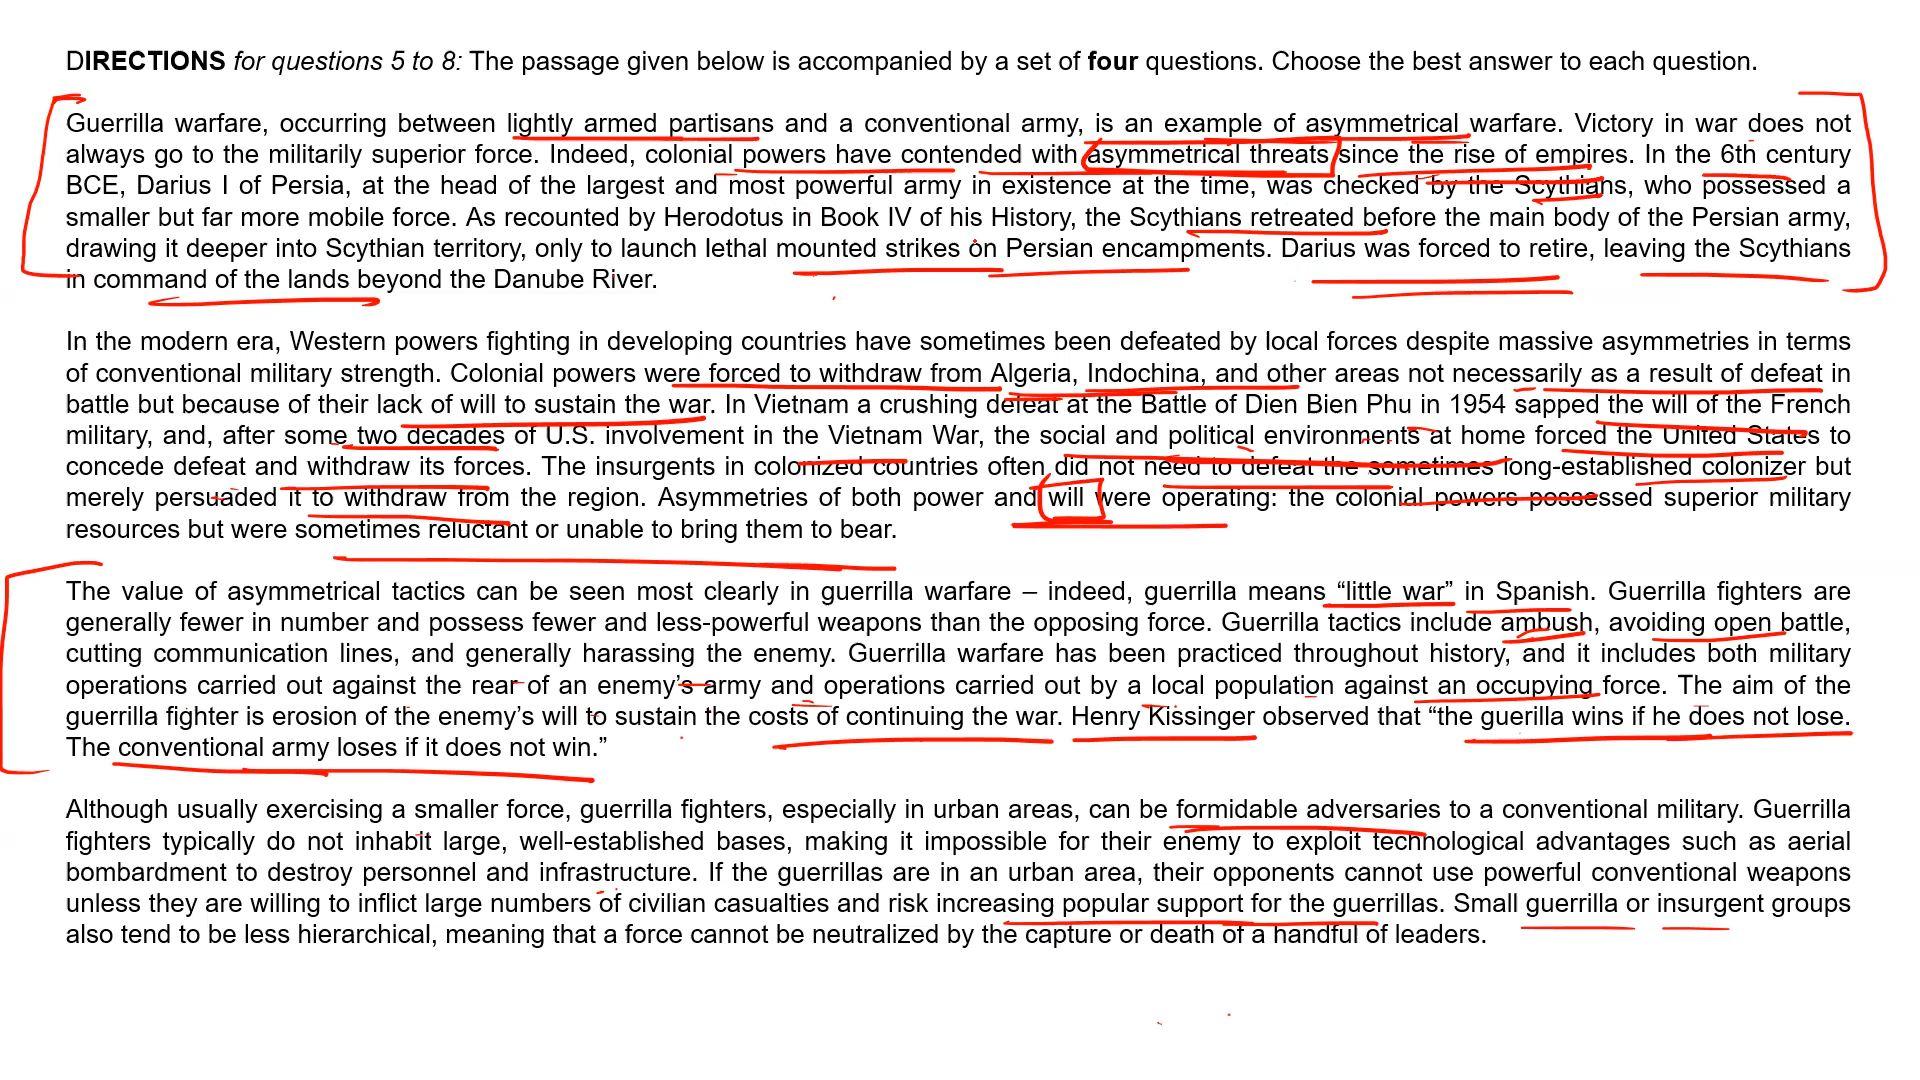 DIRECTIONS for questions 5 to 8: The passage given below is accompanied by a set of four questions. Choose the best answer to each question.
Guerrilla warfare, occurring between lightly armed partisans and a conventional army, is an example of asymmetrical warfare. Victory in war does not
always go to the militarily superior force. Indeed, colonial powers have contended with asymmetrical threats since the rise of empires. In the 6th century
BCE, Darius I of Persia, at the head of the largest and most powerful army in existence at the time, was checked by the Scythians, who possessed a
smaller but far more mobile force. As recounted by Herodotus in Book IV of his History, the Scythians retreated before the main body of the Persian army,
drawing it deeper into Scythian territory, only to launch lethal mounted strikes on Persian encampments. Darius was forced to retire, leaving the Scythians
in command of the lands beyond the Danube River.
In the modern era, Western powers fighting in developing countries have sometimes been defeated by local forces despite massive asymmetries in terms
of conventional military strength. Colonial powers were forced to withdraw from Algeria, Indochina, and other areas not necessarily as a result of defeat in
battle but because of their lack of will to sustain the war. In Vietnam a crushing defeat at the Battle of Dien Bien Phu in 1954 sapped the will of the French
military, and, after some two decades of U.S. involvement in the Vietnam War, the social and political environments at home forced the United States to
concede defeat and withdraw its forces. The insurgents in colonized countries often did not need to defeat the sometimes long-established colonizer but
merely persuaded it to withdraw from the region. Asymmetries of both power and will were operating: the colonial powers possessed superior military
resources but were sometimes reluctant or unable to bring them to bear.
The value of asymmetrical tactics can be seen most clearly in guerrilla warfare – indeed, guerrilla means “little war” in Spanish. Guerrilla fighters are
generally fewer in number and possess fewer and less-powerful weapons than the opposing force. Guerrilla tactics include ambush, avoiding open battle,
cutting communication lines, and generally harassing the enemy. Guerrilla warfare has been practiced throughout history, and it includes both military
operations carried out against the rear of an enemy’s army and operations carried out by a local population against an occupying force. The aim of the
guerrilla fighter is erosion of the enemy’s will to sustain the costs of continuing the war. Henry Kissinger observed that “the guerilla wins if he does not lose.
The conventional army loses if it does not win.”
Although usually exercising a smaller force, guerrilla fighters, especially in urban areas, can be formidable adversaries to a conventional military. Guerrilla
fighters typically do not inhabit large, well-established bases, making it impossible for their enemy to exploit technological advantages such as aerial
bombardment to destroy personnel and infrastructure. If the guerrillas are in an urban area, their opponents cannot use powerful conventional weapons
unless they are willing to inflict large numbers of civilian casualties and risk increasing popular support for the guerrillas. Small guerrilla or insurgent groups
also tend to be less hierarchical, meaning that a force cannot be neutralized by the capture or death of a handful of leaders.